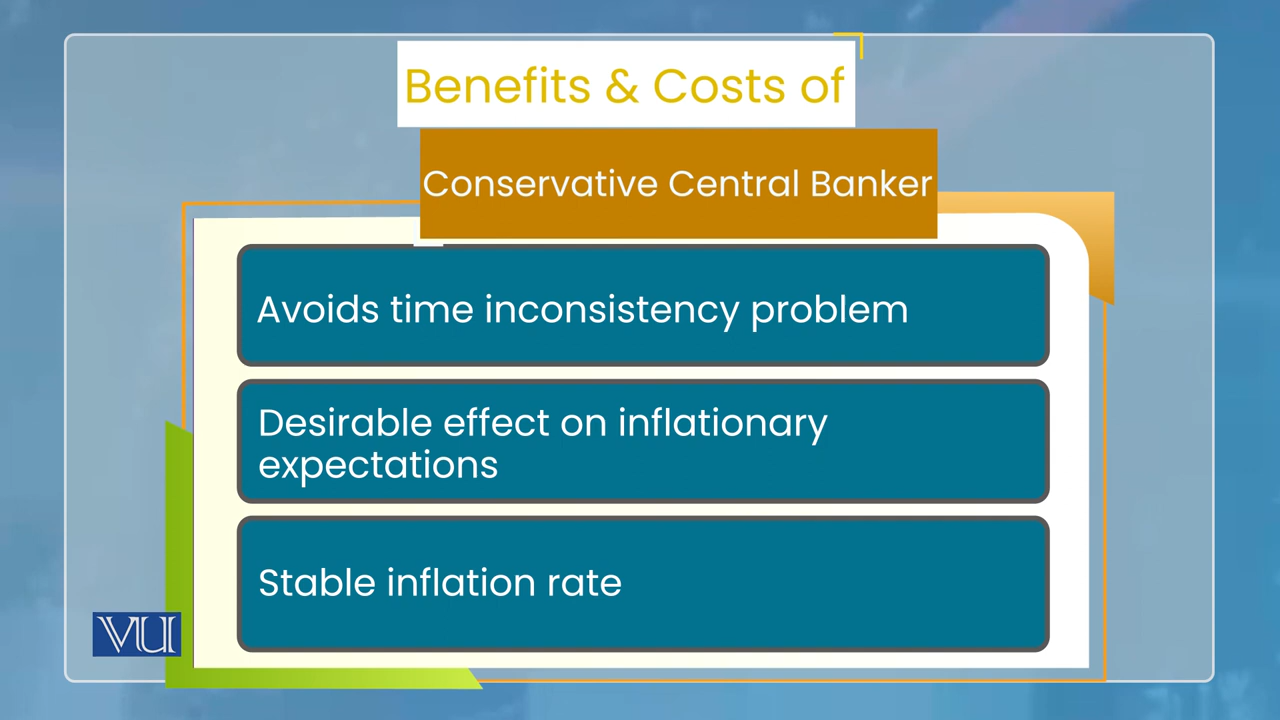 Benefits & Costs of
Conservative Central Banker
Avoids time inconsistency problem
Desirable effect on inflationary
expectations
Stable inflation rate
VU